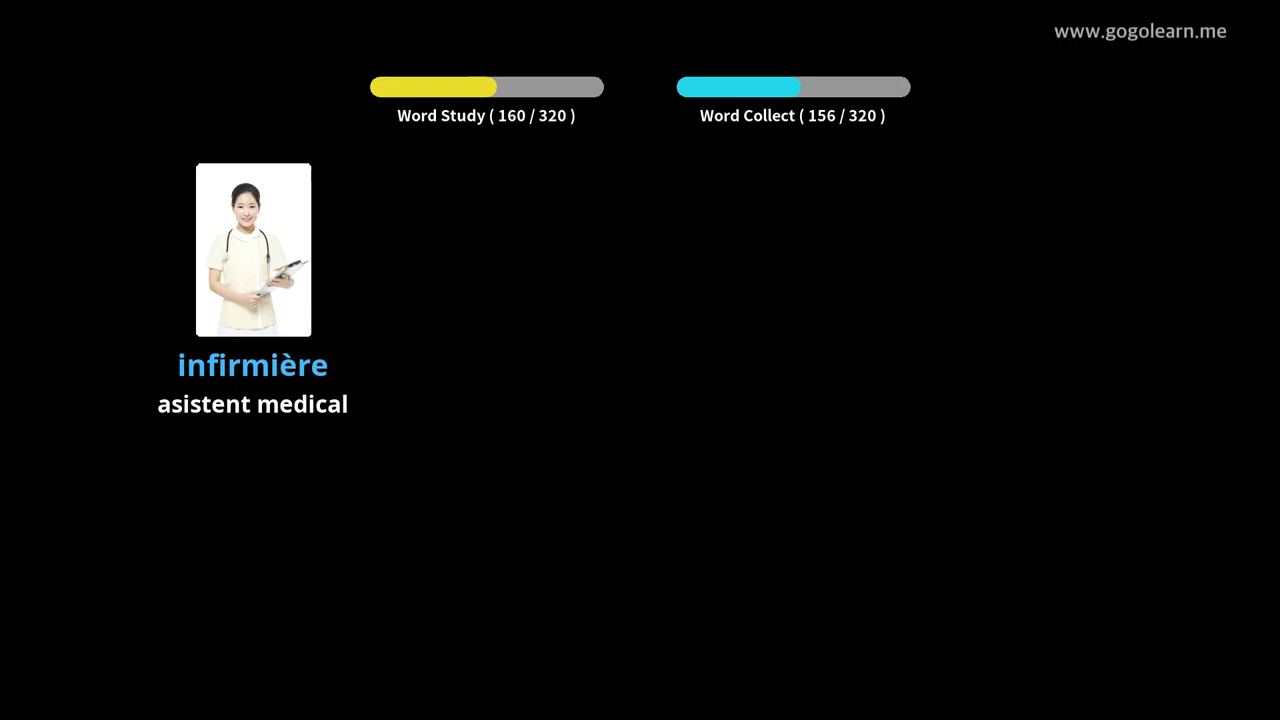 www.gogolearn.me
Word Study ( 160 / 320 )
Word Collect ( 156 / 320 )
infirmière
asistent medical